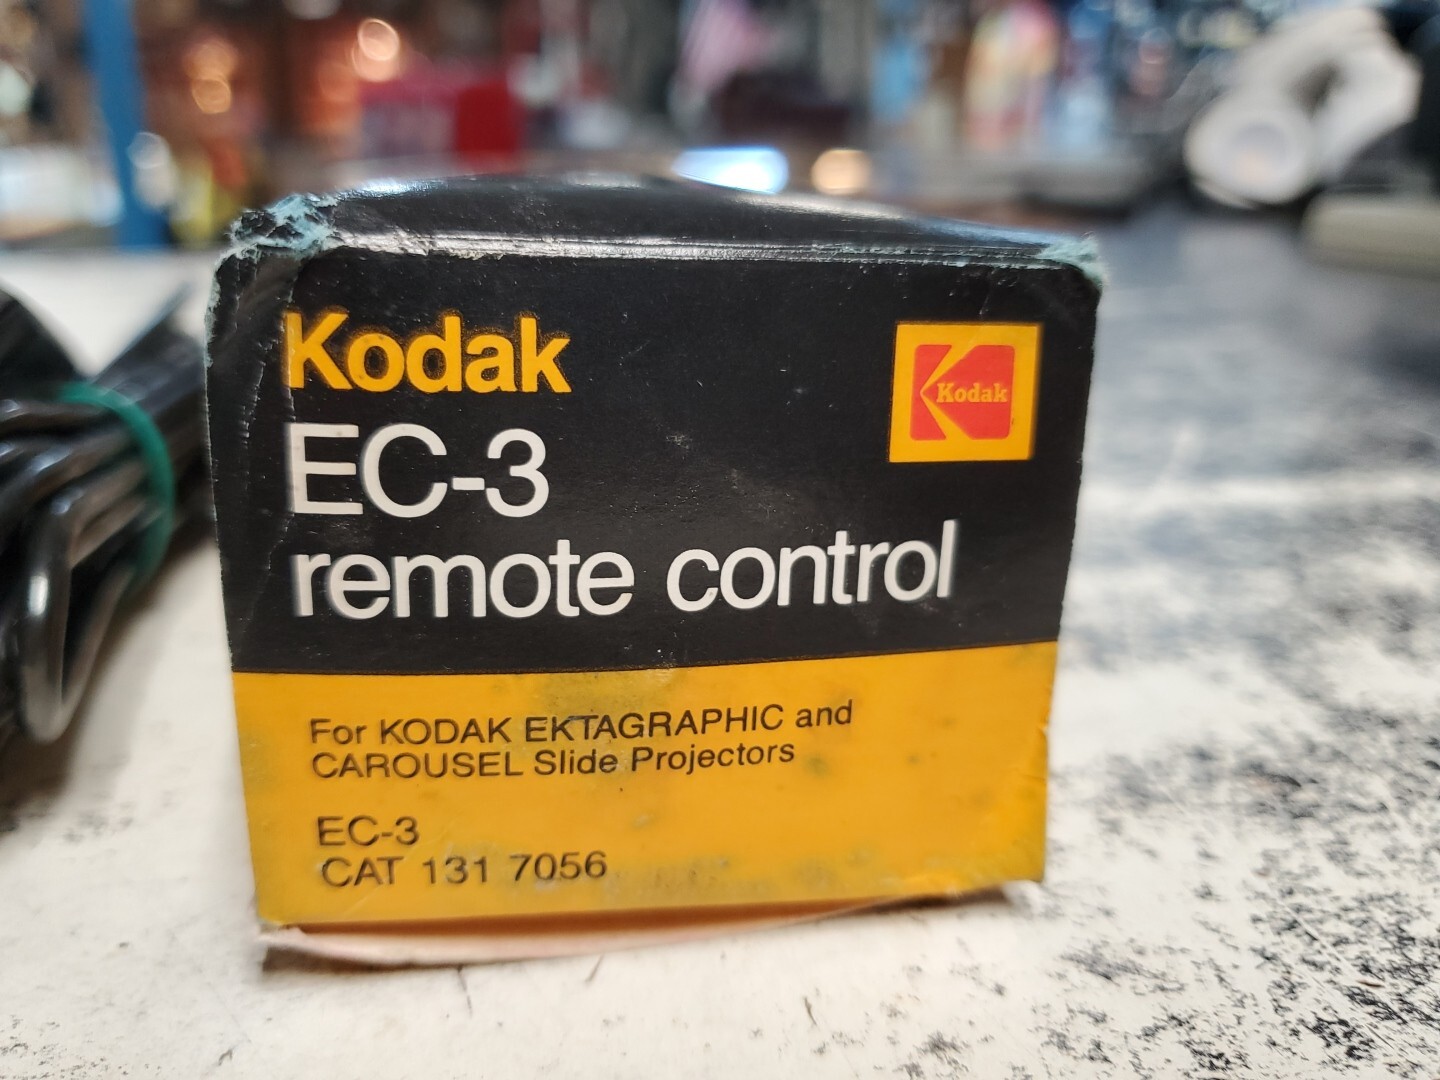 Kodak
Kodak
EC-3
remote control
For KODAK EKTAGRAPHIC and
CAROUSEL Slide Projectors
EC-3
CAT 131 7056